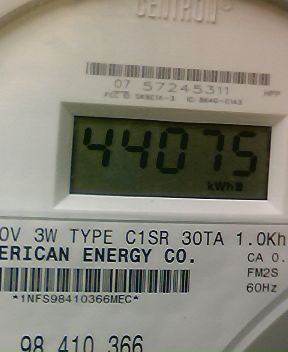 CENTRON®
07 57245311
HPP
44075
kWh
0V 3W TYPE C1SR 30TA 1.0Kh
ERICAN ENERGY CO.
CA 0.
FM2S
60Hz
*1NFS98410366MEC*
98 410 366